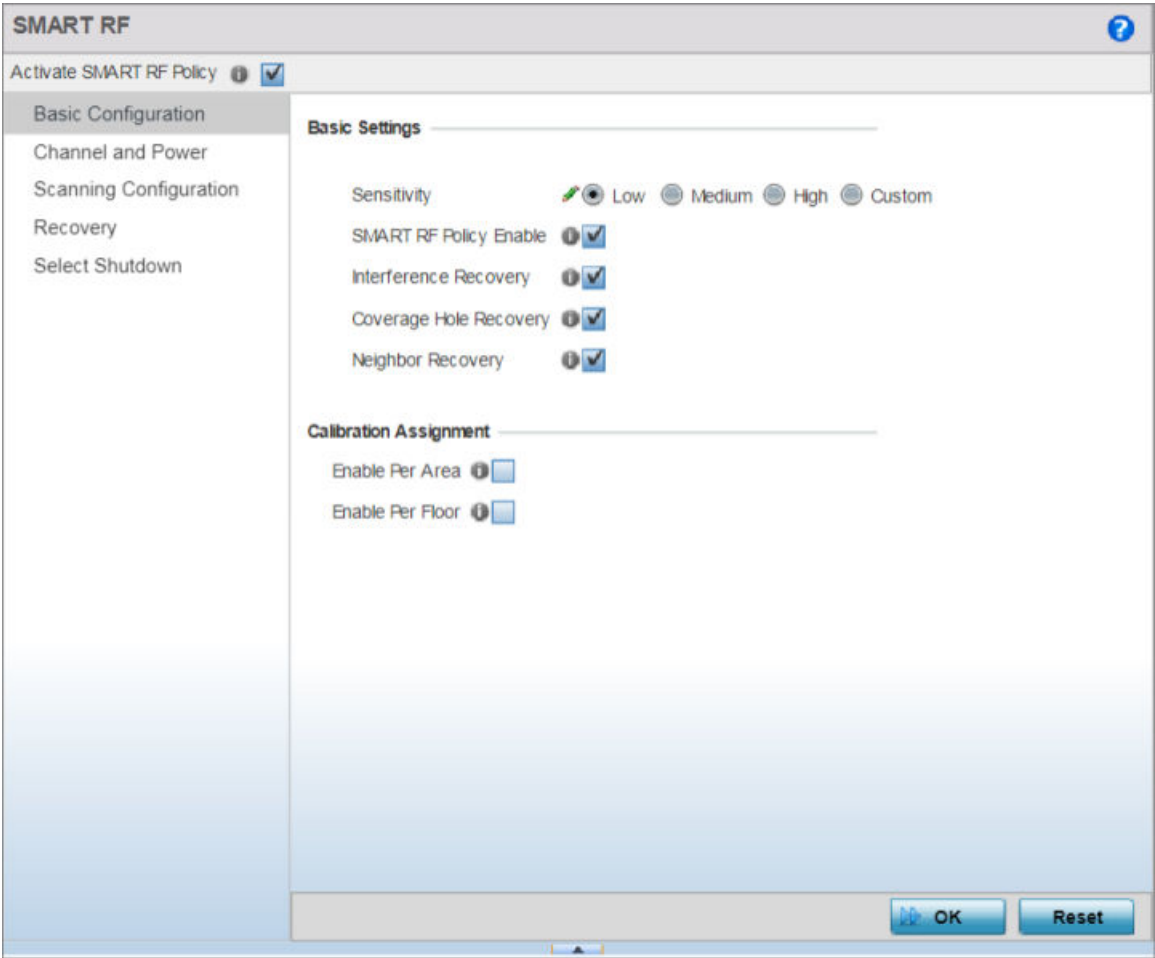 SMART RF
?
Activate SMART RF Policy
Basic Configuration
Channel and Power
Scanning Configuration
Recovery
Select Shutdown
Basic Settings
Sensitivity Low Medium High Custom
SMART RF Policy Enable
Interference Recovery
Coverage Hole Recovery
Neighbor Recovery
Calibration Assignment
Enable Per Area
Enable Per Floor
OK Reset